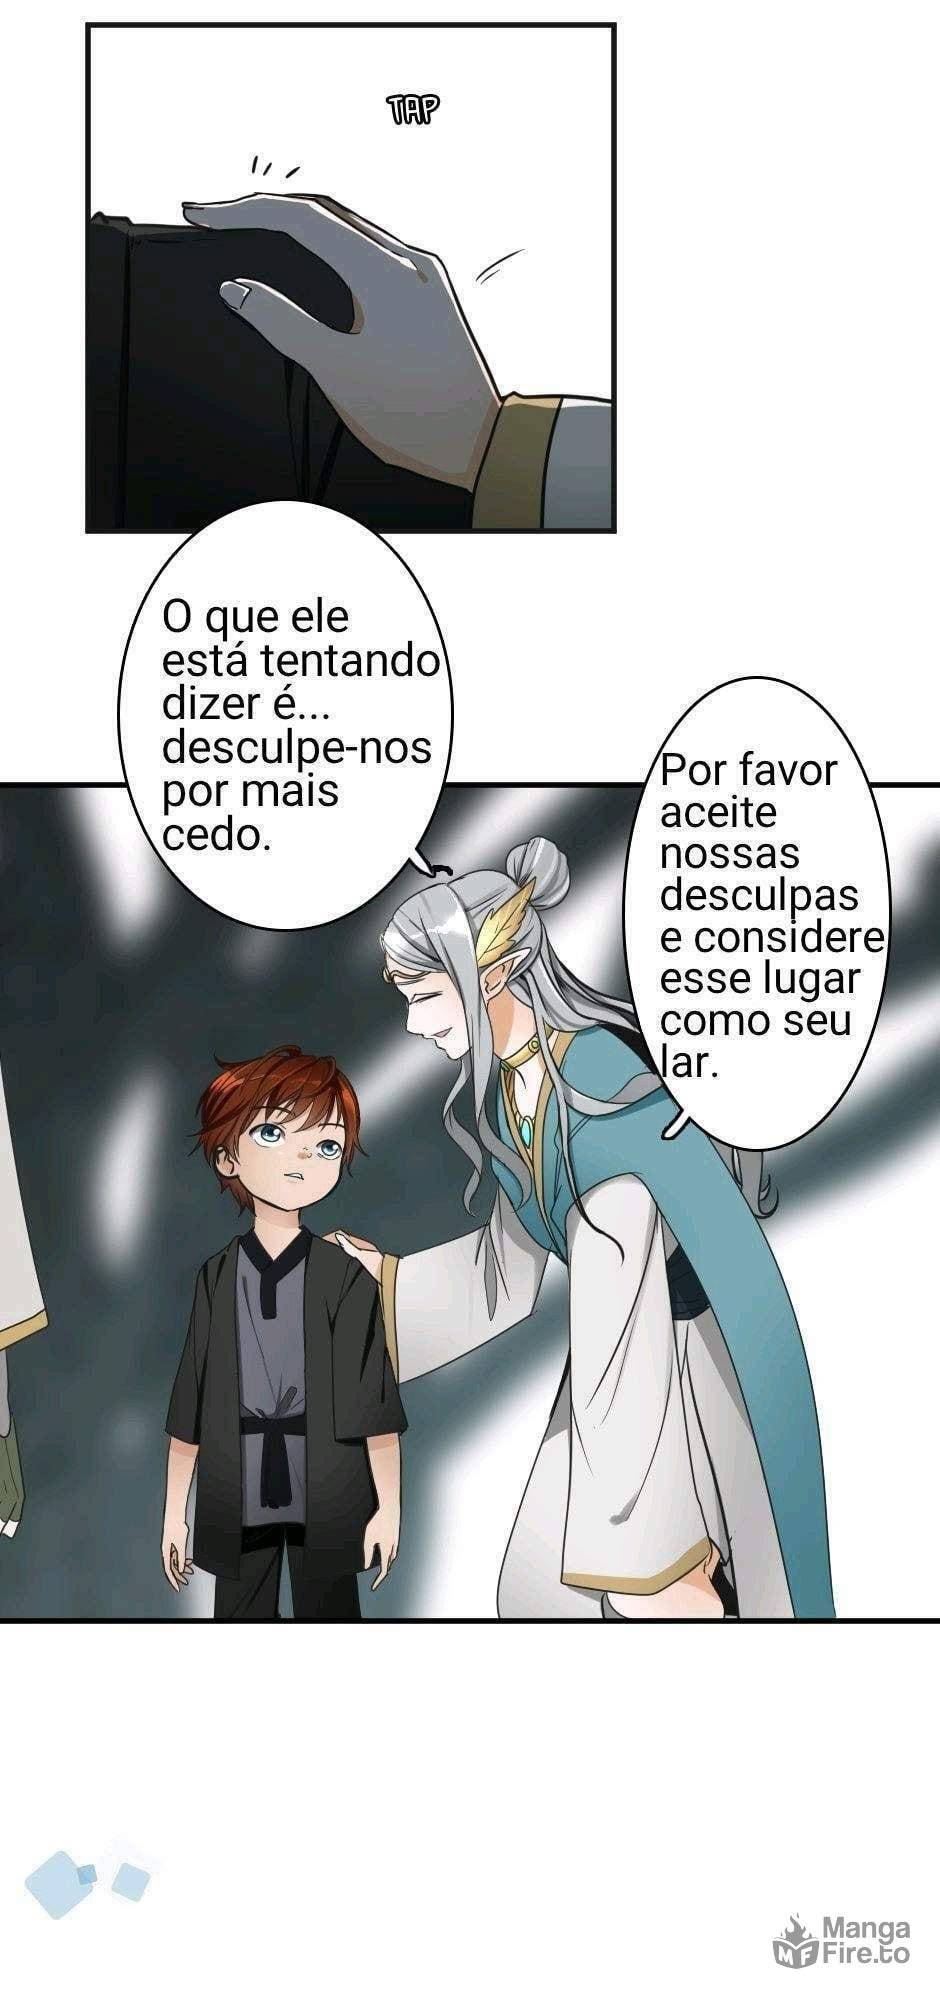 TAP
O que ele
está tentando
dizer é...
desculpe-nos
por mais
cedo.
Por favor
aceite
nossas
desculpas
e considere
esse lugar
como seu
lar.
Manga
MF Fire.to